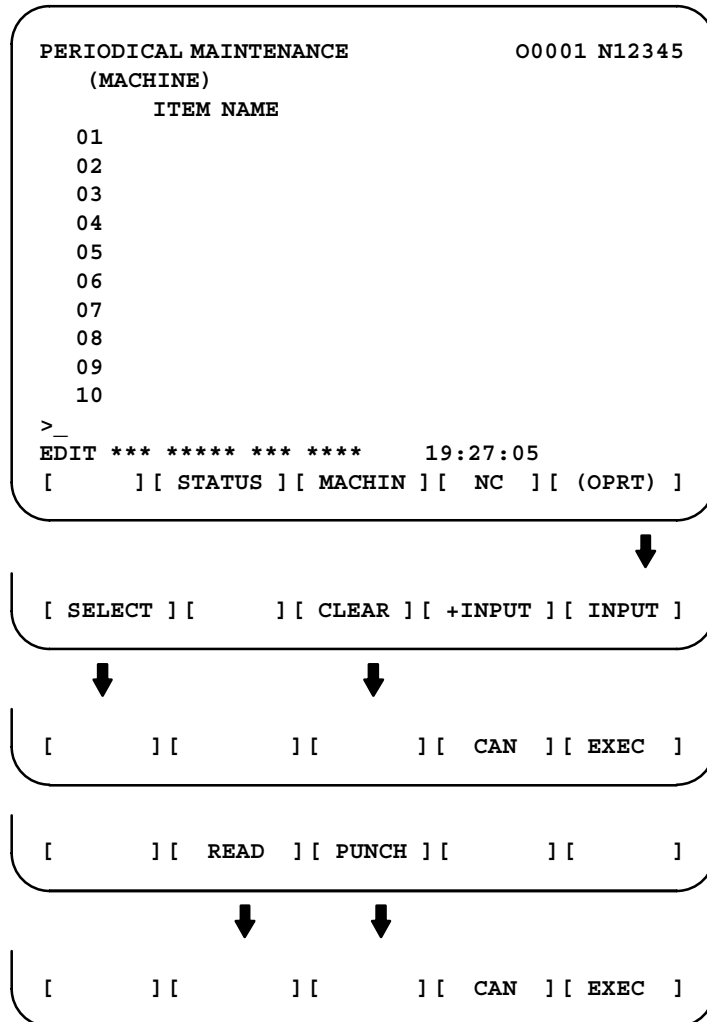 PERIODICAL MAINTENANCE O0001 N12345
(MACHINE)
ITEM NAME
01
02
03
04
05
06
07
08
09
10
>_
EDIT *** ***** *** **** 19:27:05
[ ][ STATUS ][ MACHIN ][ NC ][ (OPRT) ]
[ SELECT ][ ][ CLEAR ][ +INPUT ][ INPUT ]
[ ][ ][ ][ CAN ][ EXEC ]
[ ][ READ ][ PUNCH ][ ][ ]
[ ][ ][ ][ CAN ][ EXEC ]